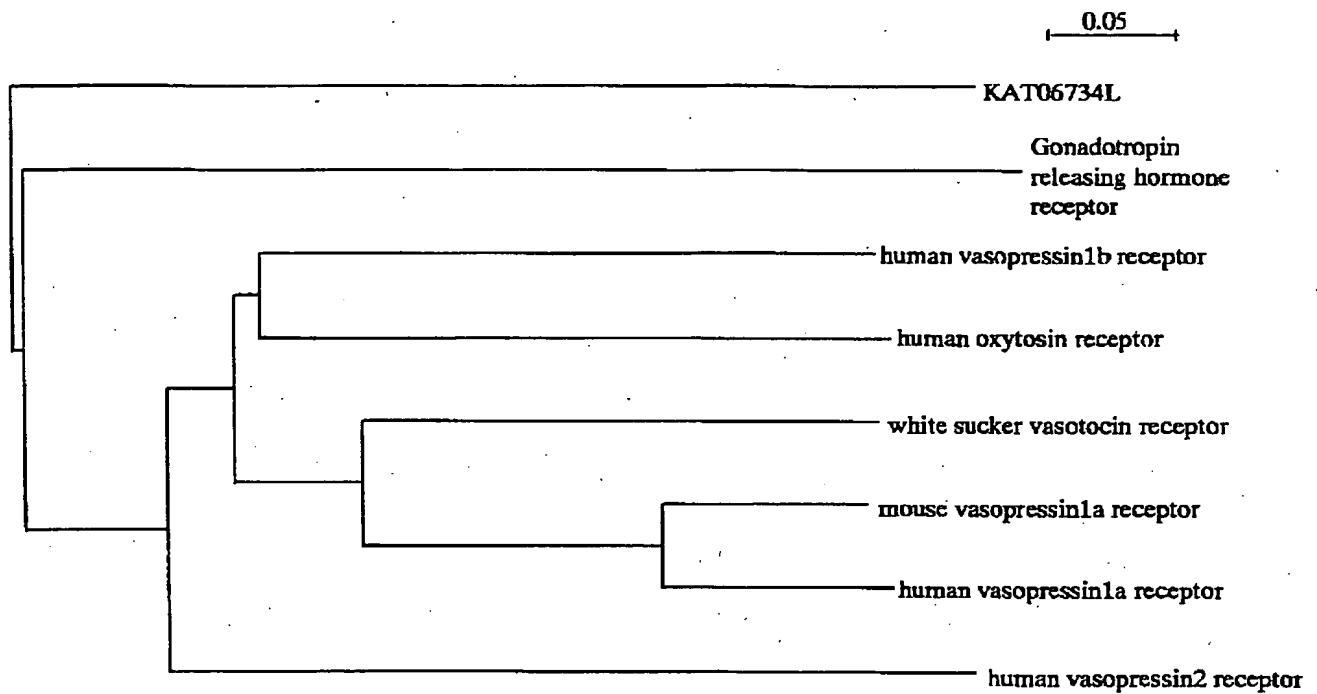 0.05
KAT06734L
Gonadotropin
releasing hormone
receptor
human vasopressin1b receptor
human oxytosin receptor
white sucker vasotocin receptor
mouse vasopressin1a receptor
human vasopressin1a receptor
human vasopressin2 receptor